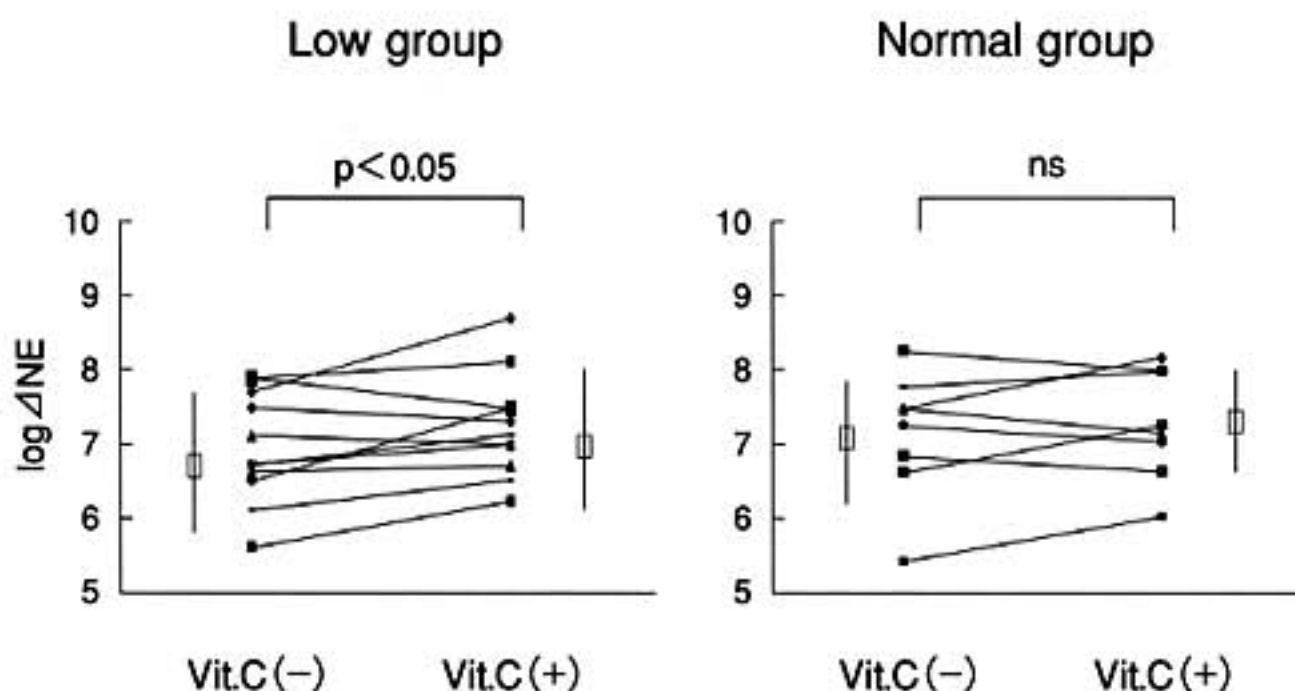 Low group
Normal group
p<0.05
ns
10
9
8
7
6
5
10
9
8
7
6
5
log⊿NE
Vit.C(−)
Vit.C(+)
Vit.C(−)
Vit.C(+)